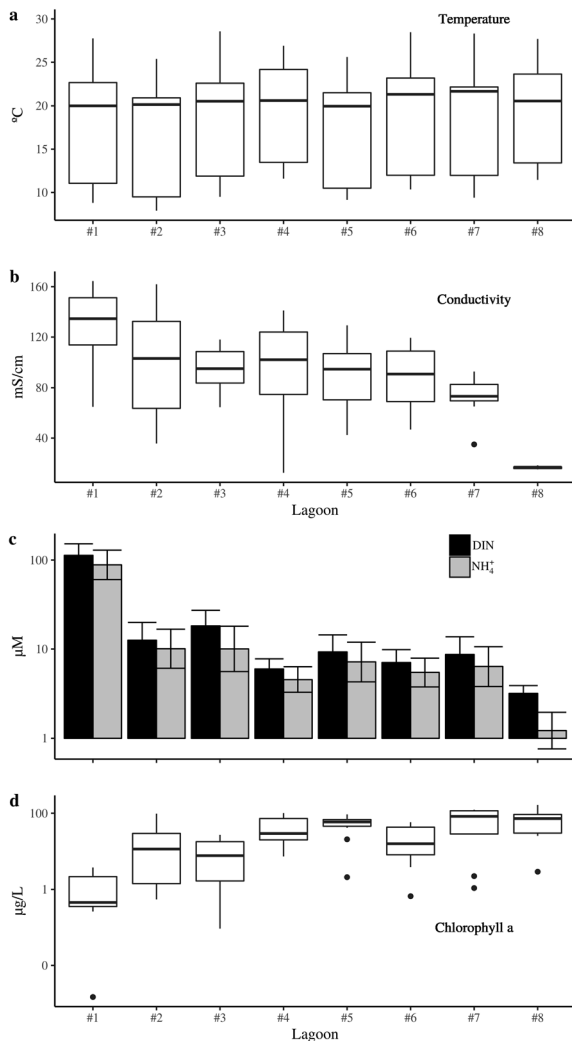 a
Temperature
30
25
20
15
10
ºC
#1 #2 #3 #4 #5 #6 #7 #8
b
Conductivity
160
120
80
40
mS/cm
#1 #2 #3 #4 #5 #6 #7 #8
Lagoon
c
DIN
NH₄⁺
100
10
1
µM
d
100
1
0
µg/L
Chlorophyll a
#1 #2 #3 #4 #5 #6 #7 #8
Lagoon